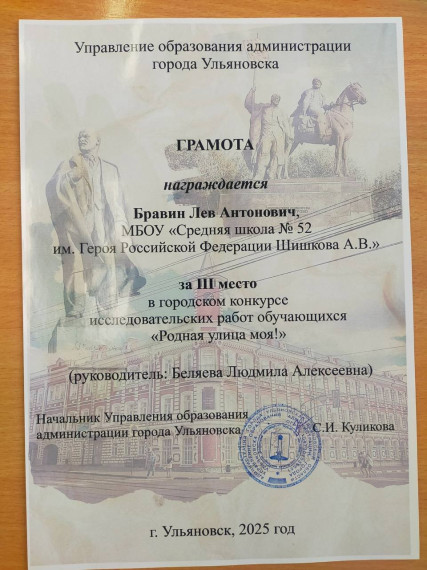 Управление образования администрации
города Ульяновска
ГРАМОТА
награждается
Бравин Лев Антонович,
МБОУ «Средняя школа № 52
им. Героя Российской Федерации Шишкова А.В.»
за III место
в городском конкурсе
исследовательских работ обучающихся
«Родная улица моя!»
(руководитель: Беляева Людмила Алексеевна)
Начальник Управления образования
администрации города Ульяновска
С.И. Куликова
г. Ульяновск, 2025 год